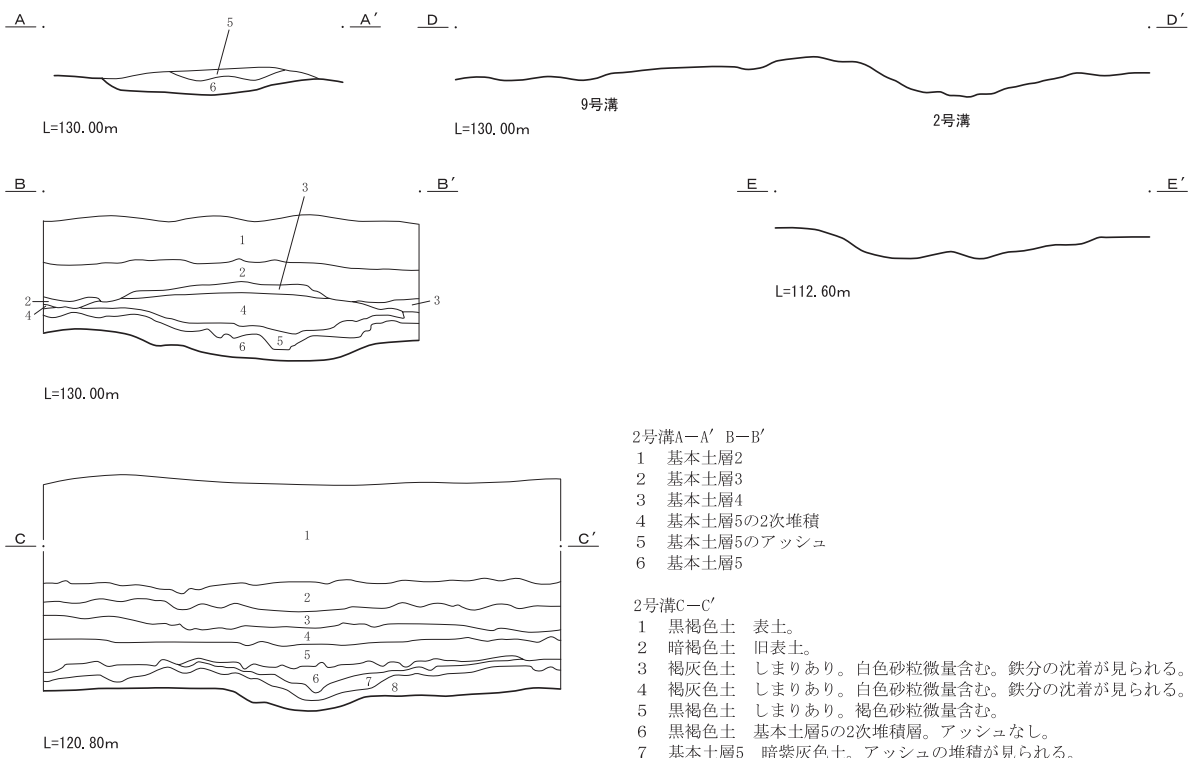 A A′ D D′
5
6
9号溝
2号溝
L=130.00m L=130.00m
B B′ E E′
3
1
2
2 3
4
4
5
6
L=112.60m
L=130.00m
2号溝A－A′ B－B′
1 基本土層2
2 基本土層3
3 基本土層4
4 基本土層5の2次堆積
5 基本土層5のアッシュ
6 基本土層5
C C′
1
2
3
4
5
6
7
8
L=120.80m
2号溝C－C′
1 黒褐色土 表土。
2 暗褐色土 旧表土。
3 褐灰色土 しまりあり。白色砂粒微量含む。鉄分の沈着が見られる。
4 褐灰色土 しまりあり。白色砂粒微量含む。鉄分の沈着が見られる。
5 黒褐色土 しまりあり。褐色砂粒微量含む。
6 黒褐色土 基本土層5の2次堆積層。アッシュなし。
7 基本土層5 暗紫灰色土。アッシュの堆積が見られる。